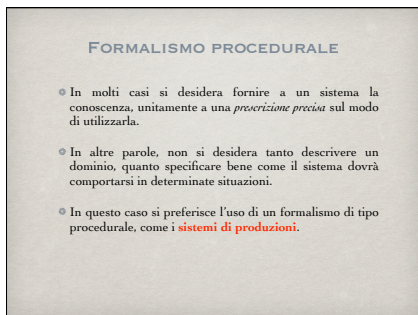 Formalismo procedurale
In molti casi si desidera fornire a un sistema la
conoscenza, unitamente a una prescrizione precisa sul modo
di utilizzarla.
In altre parole, non si desidera tanto descrivere un
dominio, quanto specificare bene come il sistema dovrà
comportarsi in determinate situazioni.
In questo caso si preferisce l'uso di un formalismo di tipo
procedurale, come i sistemi di produzioni.